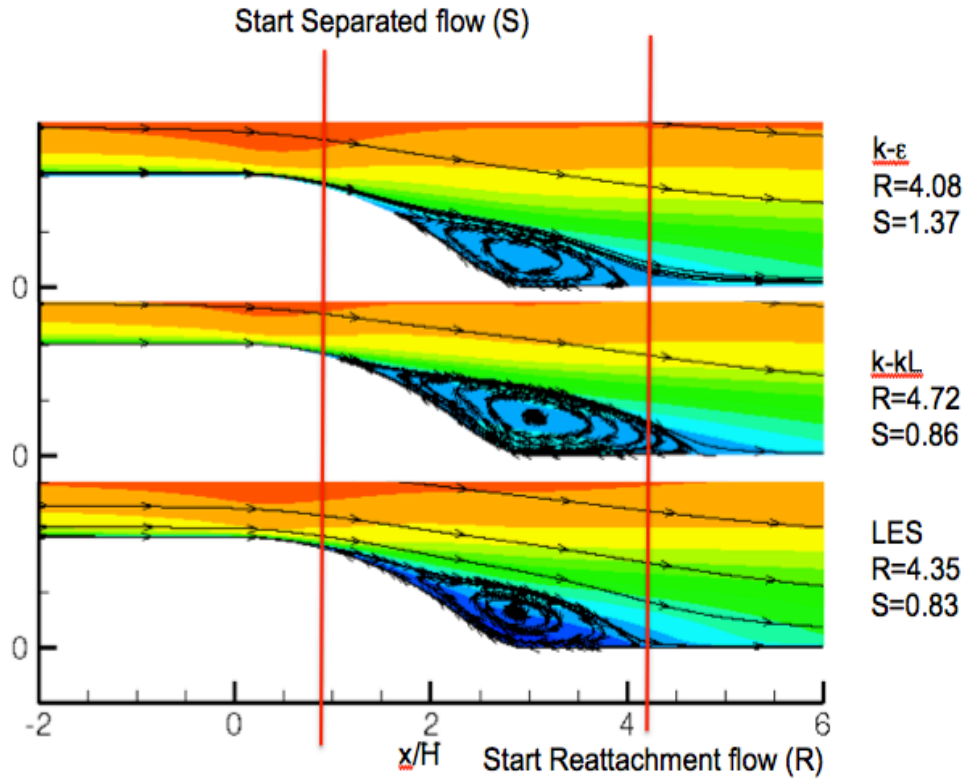 Start Separated flow (S)
k-ε
R=4.08
S=1.37
0
k-kL
R=4.72
S=0.86
0
LES
R=4.35
S=0.83
0
-2 0 2 4 6
x/H
Start Reattachment flow (R)